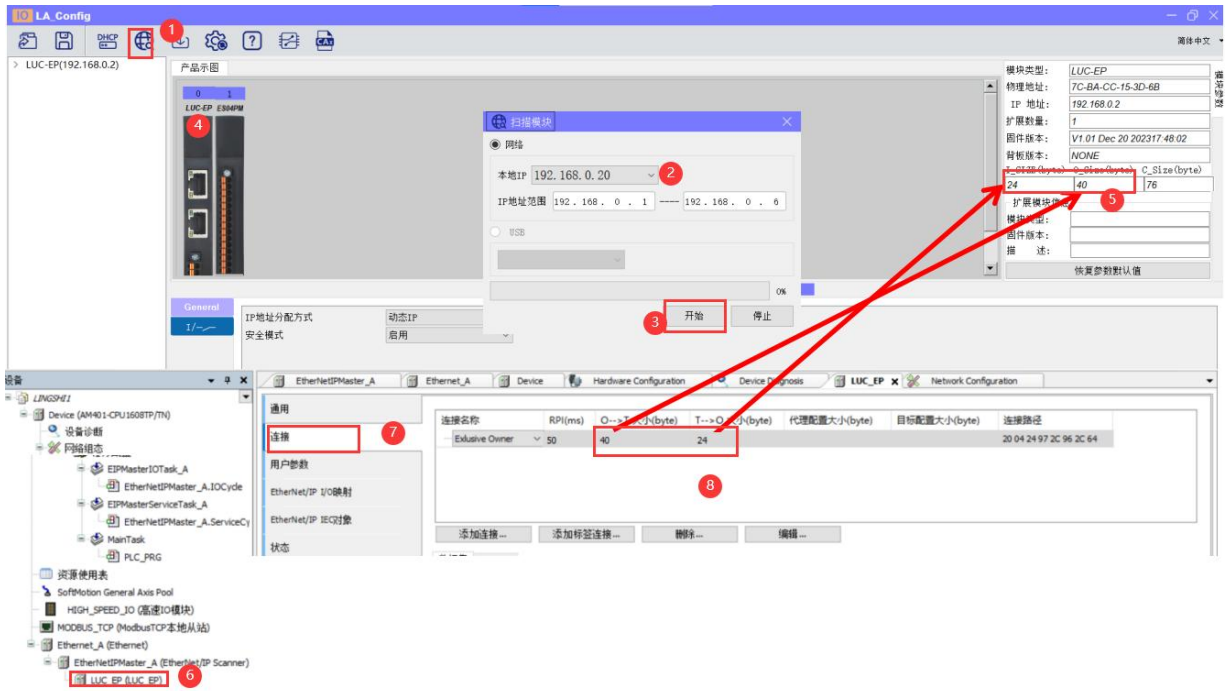 IO LA_Config
1
DHCP
CAD
简体中文
LUC-EP(192.168.0.2)
产品示图
0 1
LUC-EP ES04PM
4
扫描模块
网络
本地IP 192.168.0.20 2
IP地址范围 192.168.0.1 ---- 192.168.0.6
USB
0%
3 开始 停止
模块类型: LUC-EP
物理地址: 7C-BA-CC-15-3D-6B
IP 地址: 192.168.0.2
扩展数量: 1
固件版本: V1.01 Dec 20 202317:48:02
背板版本: NONE
I_SIZE(byte) O_Size(byte) C_Size(byte)
24 40 76
5
扩展模块信息
模块类型:
固件版本:
描 述:
恢复参数默认值
General
IP地址分配方式 动态IP
安全模式 启用
设备
LINGSHI1
Device (AM401-CPU1608TP/TN)
设备诊断
网络组态
EIPMasterIOTask_A
EtherNetIPMaster_A.IOCycle
EIPMasterServiceTask_A
EtherNetIPMaster_A.ServiceCy
MainTask
PLC_PRG
资源使用表
SoftMotion General Axis Pool
HIGH_SPEED_IO (高速IO模块)
MODBUS_TCP (ModbusTCP本地从站)
Ethernet_A (Ethernet)
EtherNetIPMaster_A (EtherNet/IP Scanner)
LUC_EP (LUC_EP) 6
EtherNetIPMaster_A Ethernet_A Device Hardware Configuration Device Diagnosis LUC_EP Network Configuration
通用
连接 7
用户参数
EtherNet/IP I/O映射
EtherNet/IP IEC对象
状态
连接名称 RPI(ms) O-->T大小(byte) T-->O大小(byte) 代理配置大小(byte) 目标配置大小(byte) 连接路径
Exlusive Owner 50 40 24 20 04 24 97 2C 96 2C 64
8
添加连接... 添加标签连接... 删除... 编辑...